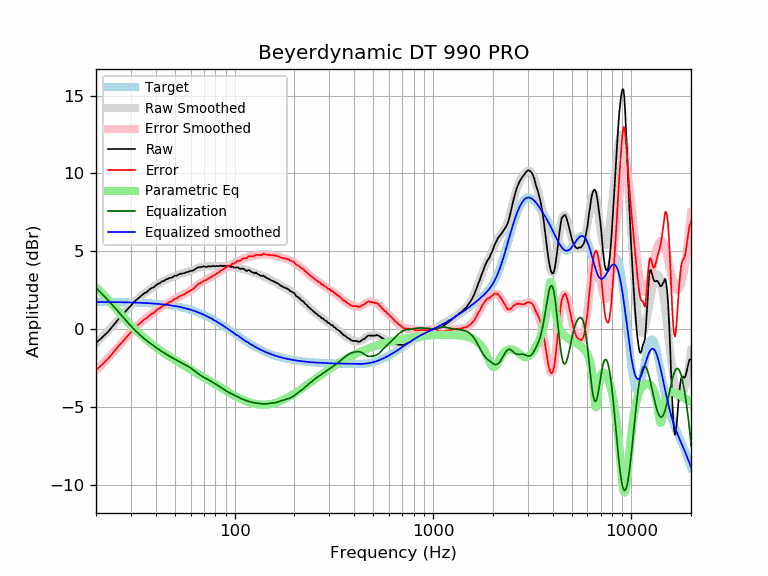 Beyerdynamic DT 990 PRO
Target
Raw Smoothed
Error Smoothed
Raw
Error
Parametric Eq
Equalization
Equalized smoothed
15
10
5
0
−5
−10
Amplitude (dBr)
100
1000
10000
Frequency (Hz)